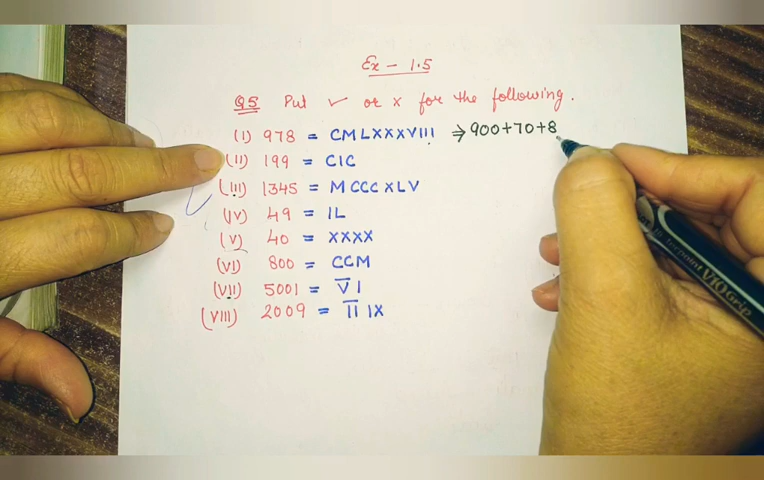 Ex - 1.5
Q5 Put ✓ or x for the following.
(I) 978 = CMLXXXVIII ⇒ 900+70+8
(II) 199 = CIC
(III) 1345 = MCCCXLV
(IV) 49 = IL
(V) 40 = XXXX
(VI) 800 = CCM
(VII) 5001 = V̅I
(VIII) 2009 = I̅I̅IX